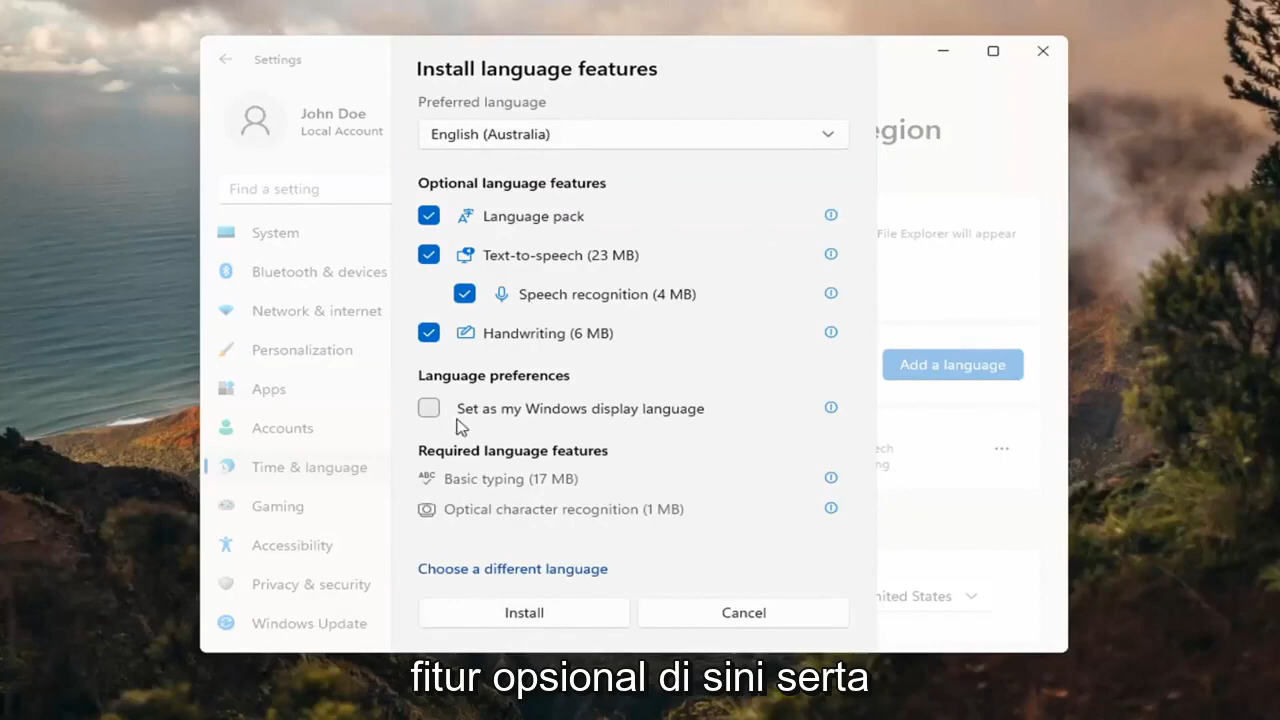 Settings
John Doe
Local Account
Find a setting
System
Bluetooth & devices
Network & internet
Personalization
Apps
Accounts
Time & language
Gaming
Accessibility
Privacy & security
Windows Update
Install language features
Preferred language
English (Australia)
Optional language features
Language pack
Text-to-speech (23 MB)
Speech recognition (4 MB)
Handwriting (6 MB)
Language preferences
Set as my Windows display language
Required language features
ABC
Basic typing (17 MB)
Optical character recognition (1 MB)
Choose a different language
Install
Cancel
egion
File Explorer will appear
Add a language
ech
ng
nited States
fitur opsional di sini serta